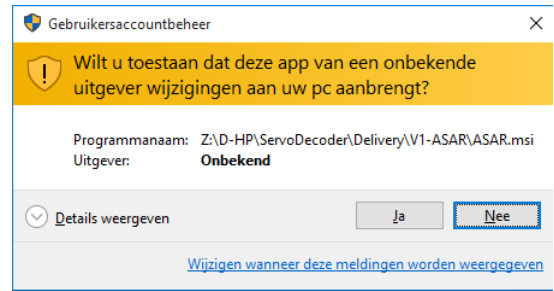 Gebruikersaccountbeheer
Wilt u toestaan dat deze app van een onbekende
uitgever wijzigingen aan uw pc aanbrengt?
Programmanaam: Z:\D-HP\ServoDecoder\Delivery\V1-ASAR\ASAR.msi
Uitgever: Onbekend
Details weergeven Ja Nee
Wijzigen wanneer deze meldingen worden weergegeven